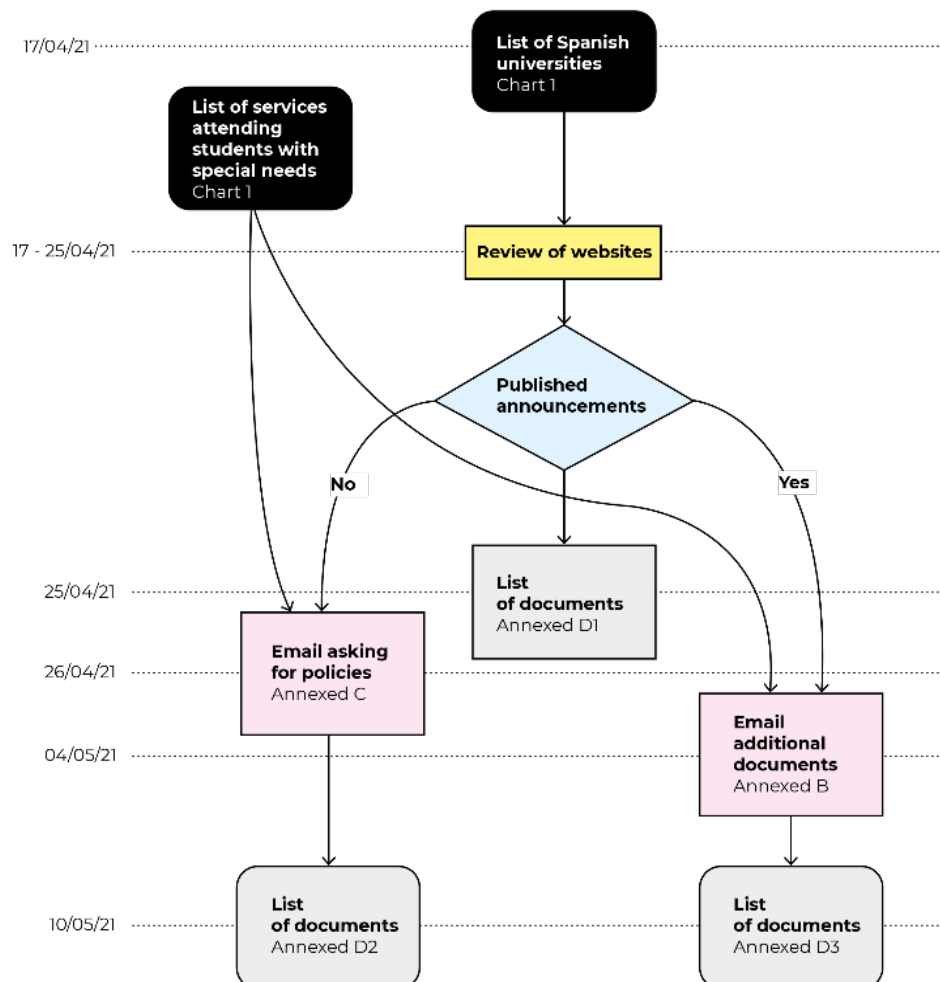 17/04/21
List of Spanish
universities
Chart 1
List of services
attending
students with
special needs
Chart 1
17 - 25/04/21
Review of websites
Published
announcements
No
Yes
25/04/21
List
of documents
Annexed D1
26/04/21
Email asking
for policies
Annexed C
04/05/21
Email
additional
documents
Annexed B
10/05/21
List
of documents
Annexed D2
List
of documents
Annexed D3